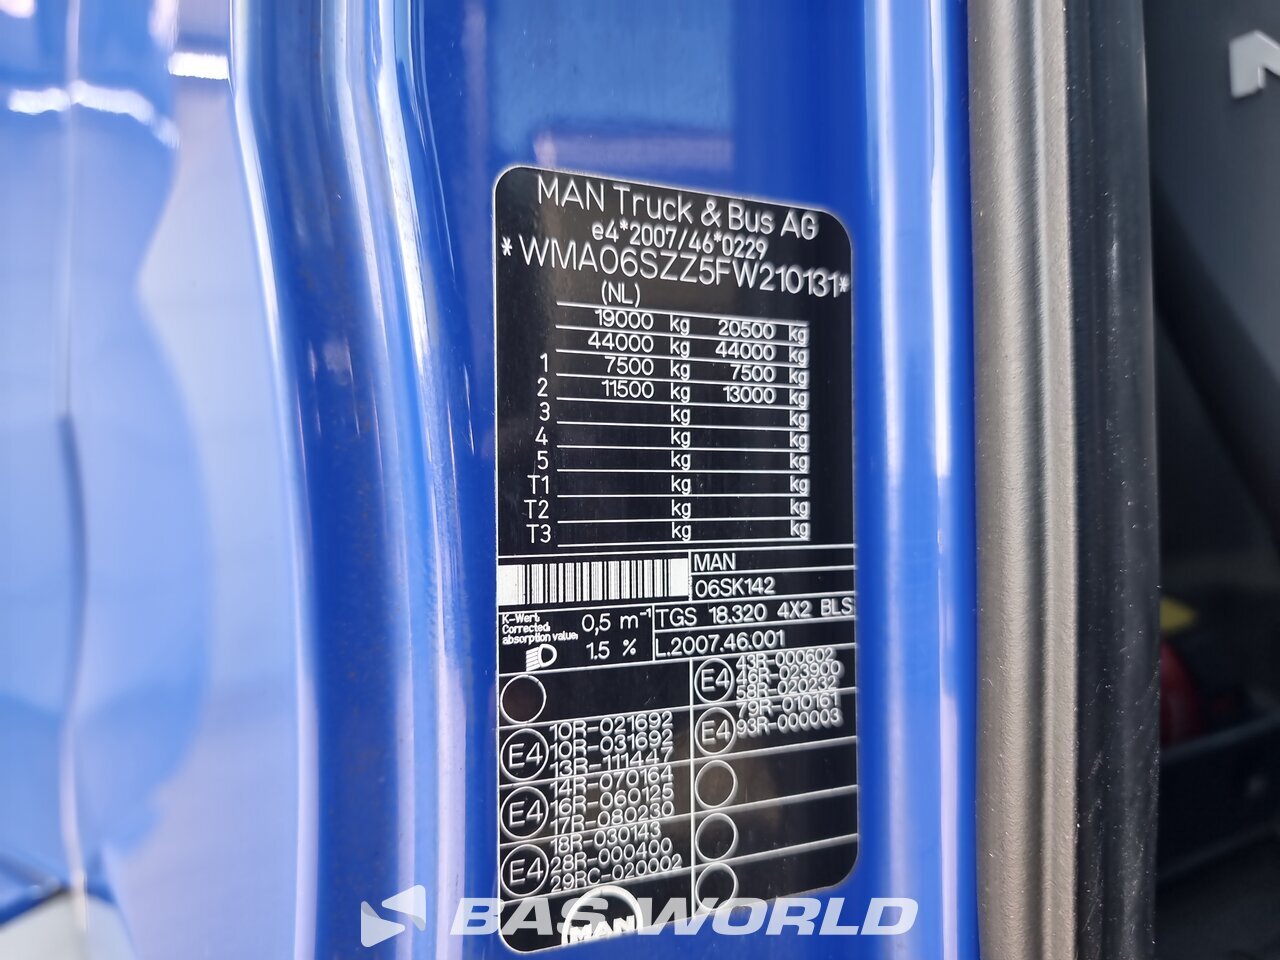 MAN Truck & Bus AG
e4*2007/46*0229
*WMA06SZZ5FW210131*
(NL)
19000 kg 20500 kg
44000 kg 44000 kg
1 7500 kg 7500 kg
2 11500 kg 13000 kg
3 kg kg
4 kg kg
5 kg kg
T1 kg kg
T2 kg kg
T3 kg kg
MAN
06SK142
K-Wert
Corrected
absorption value,
0,5 m⁻¹
1.5 %
TGS 18.320 4X2 BLS
L.2007.46.001
E4
10R-021692
10R-031692
13R-111447
E4
14R-070164
16R-060125
17R-080230
E4
18R-030143
28R-000400
29RC-020002
E4
43R-000602
46R-023900
58R-020232
E4
79R-010161
93R-000003
MAN
BAS WORLD